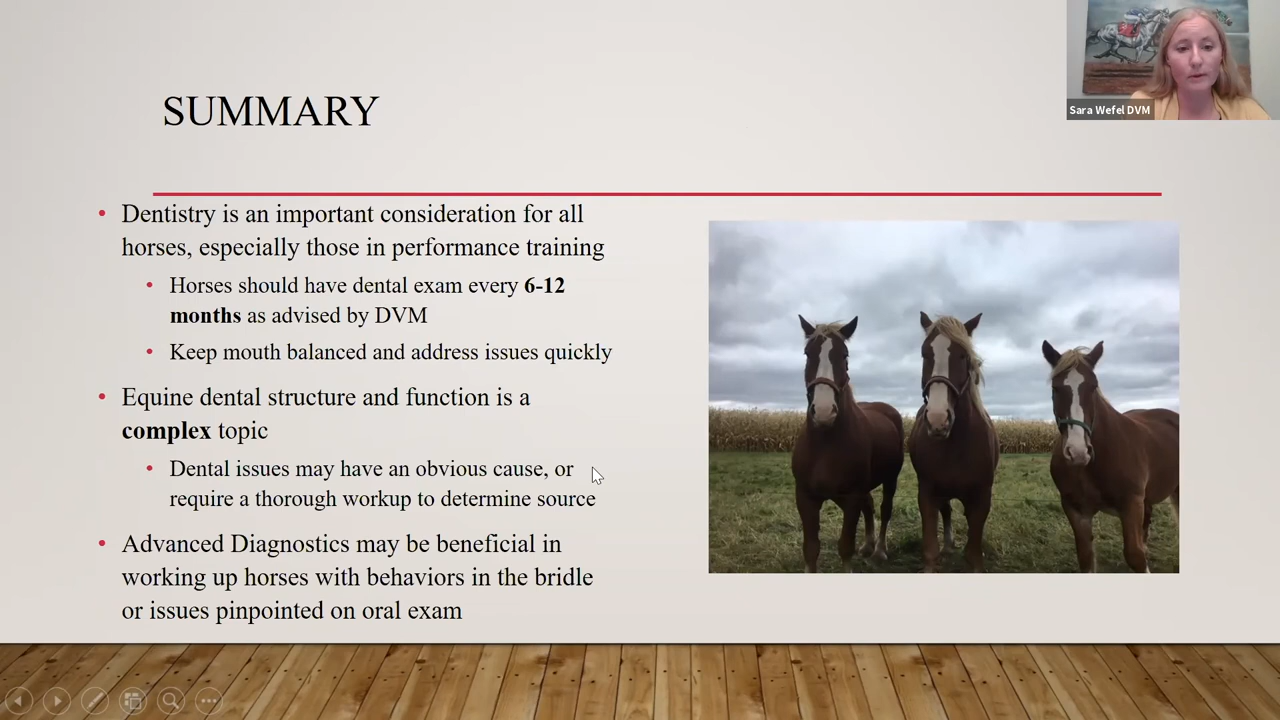 Sara Wefel DVM
SUMMARY
• Dentistry is an important consideration for all
horses, especially those in performance training
• Horses should have dental exam every 6-12
months as advised by DVM
• Keep mouth balanced and address issues quickly
• Equine dental structure and function is a
complex topic
• Dental issues may have an obvious cause, or
require a thorough workup to determine source
• Advanced Diagnostics may be beneficial in
working up horses with behaviors in the bridle
or issues pinpointed on oral exam